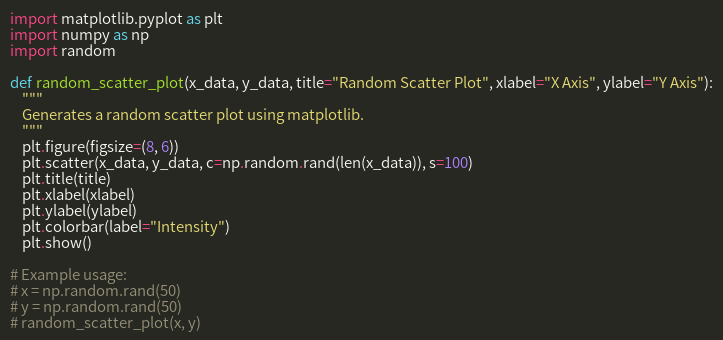 import matplotlib.pyplot as plt
import numpy as np
import random

def random_scatter_plot(x_data, y_data, title="Random Scatter Plot", xlabel="X Axis", ylabel="Y Axis"):
    """
    Generates a random scatter plot using matplotlib.
    """
    plt.figure(figsize=(8, 6))
    plt.scatter(x_data, y_data, c=np.random.rand(len(x_data)), s=100)
    plt.title(title)
    plt.xlabel(xlabel)
    plt.ylabel(ylabel)
    plt.colorbar(label="Intensity")
    plt.show()

# Example usage:
# x = np.random.rand(50)
# y = np.random.rand(50)
# random_scatter_plot(x, y)